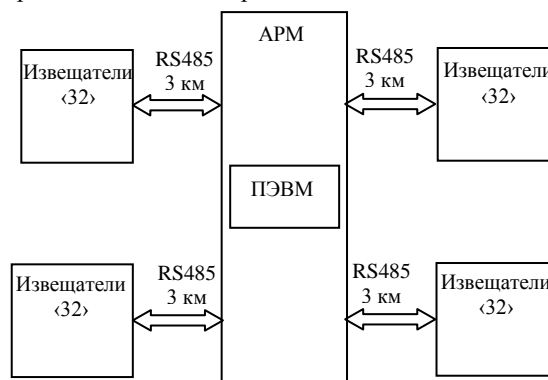 АРМ
Извещатели
‹32›
RS485
3 км
RS485
3 км
Извещатели
‹32›
ПЭВМ
Извещатели
‹32›
RS485
3 км
RS485
3 км
Извещатели
‹32›